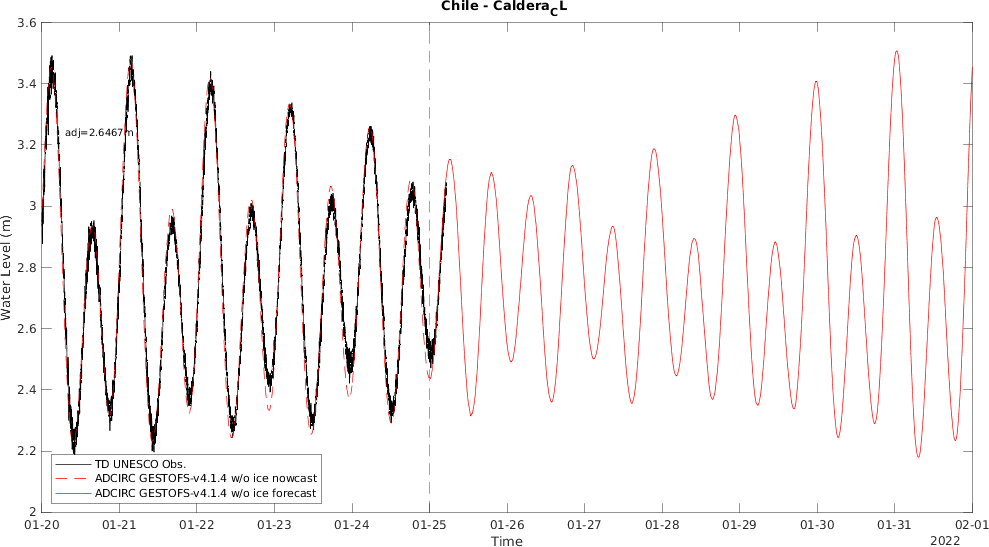 Chile - Caldera_CL
3.6
3.4
3.2
3
2.8
2.6
2.4
2.2
2
Water Level (m)
adj=2.6467m
TD UNESCO Obs.
ADCIRC GESTOFS-v4.1.4 w/o ice nowcast
ADCIRC GESTOFS-v4.1.4 w/o ice forecast
01-20 01-21 01-22 01-23 01-24 01-25 01-26 01-27 01-28 01-29 01-30 01-31 02-01
Time
2022